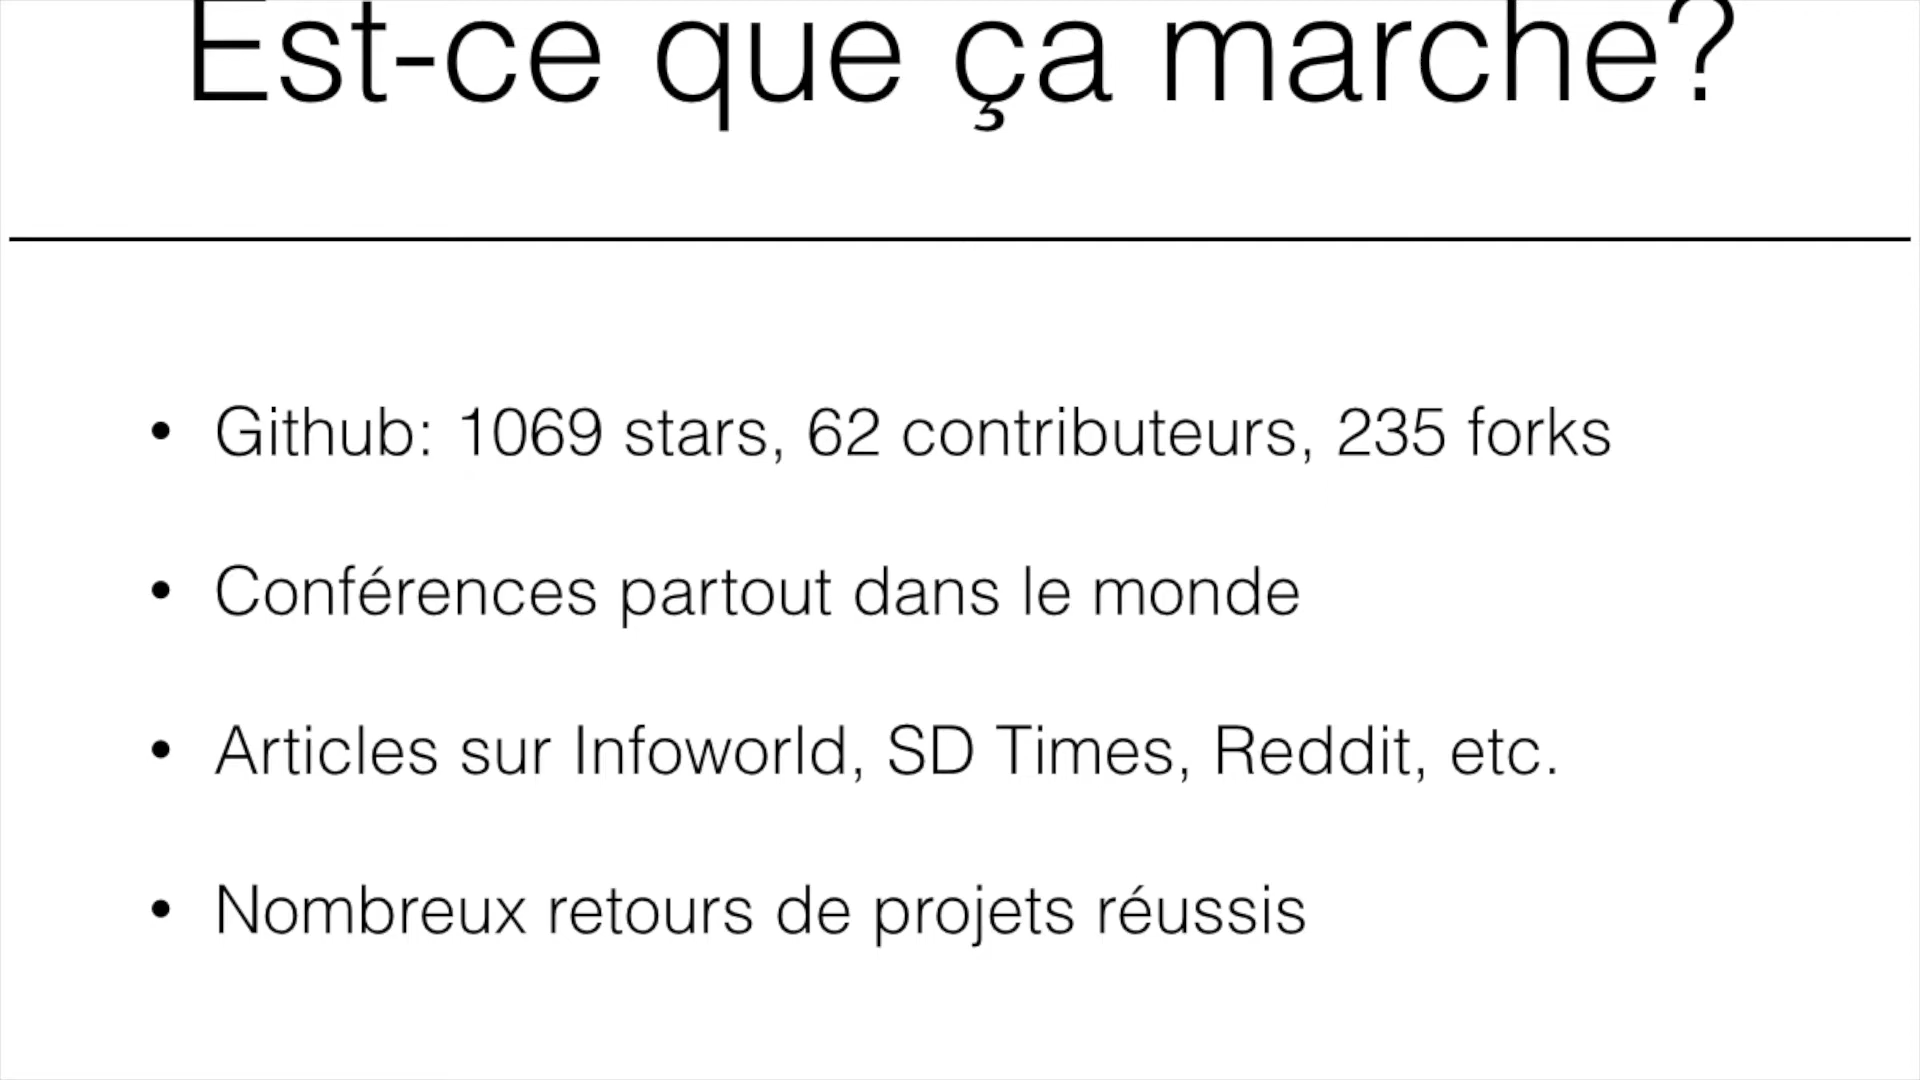 Est-ce que ça marche?
• Github: 1069 stars, 62 contributeurs, 235 forks
• Conférences partout dans le monde
• Articles sur Infoworld, SD Times, Reddit, etc.
• Nombreux retours de projets réussis